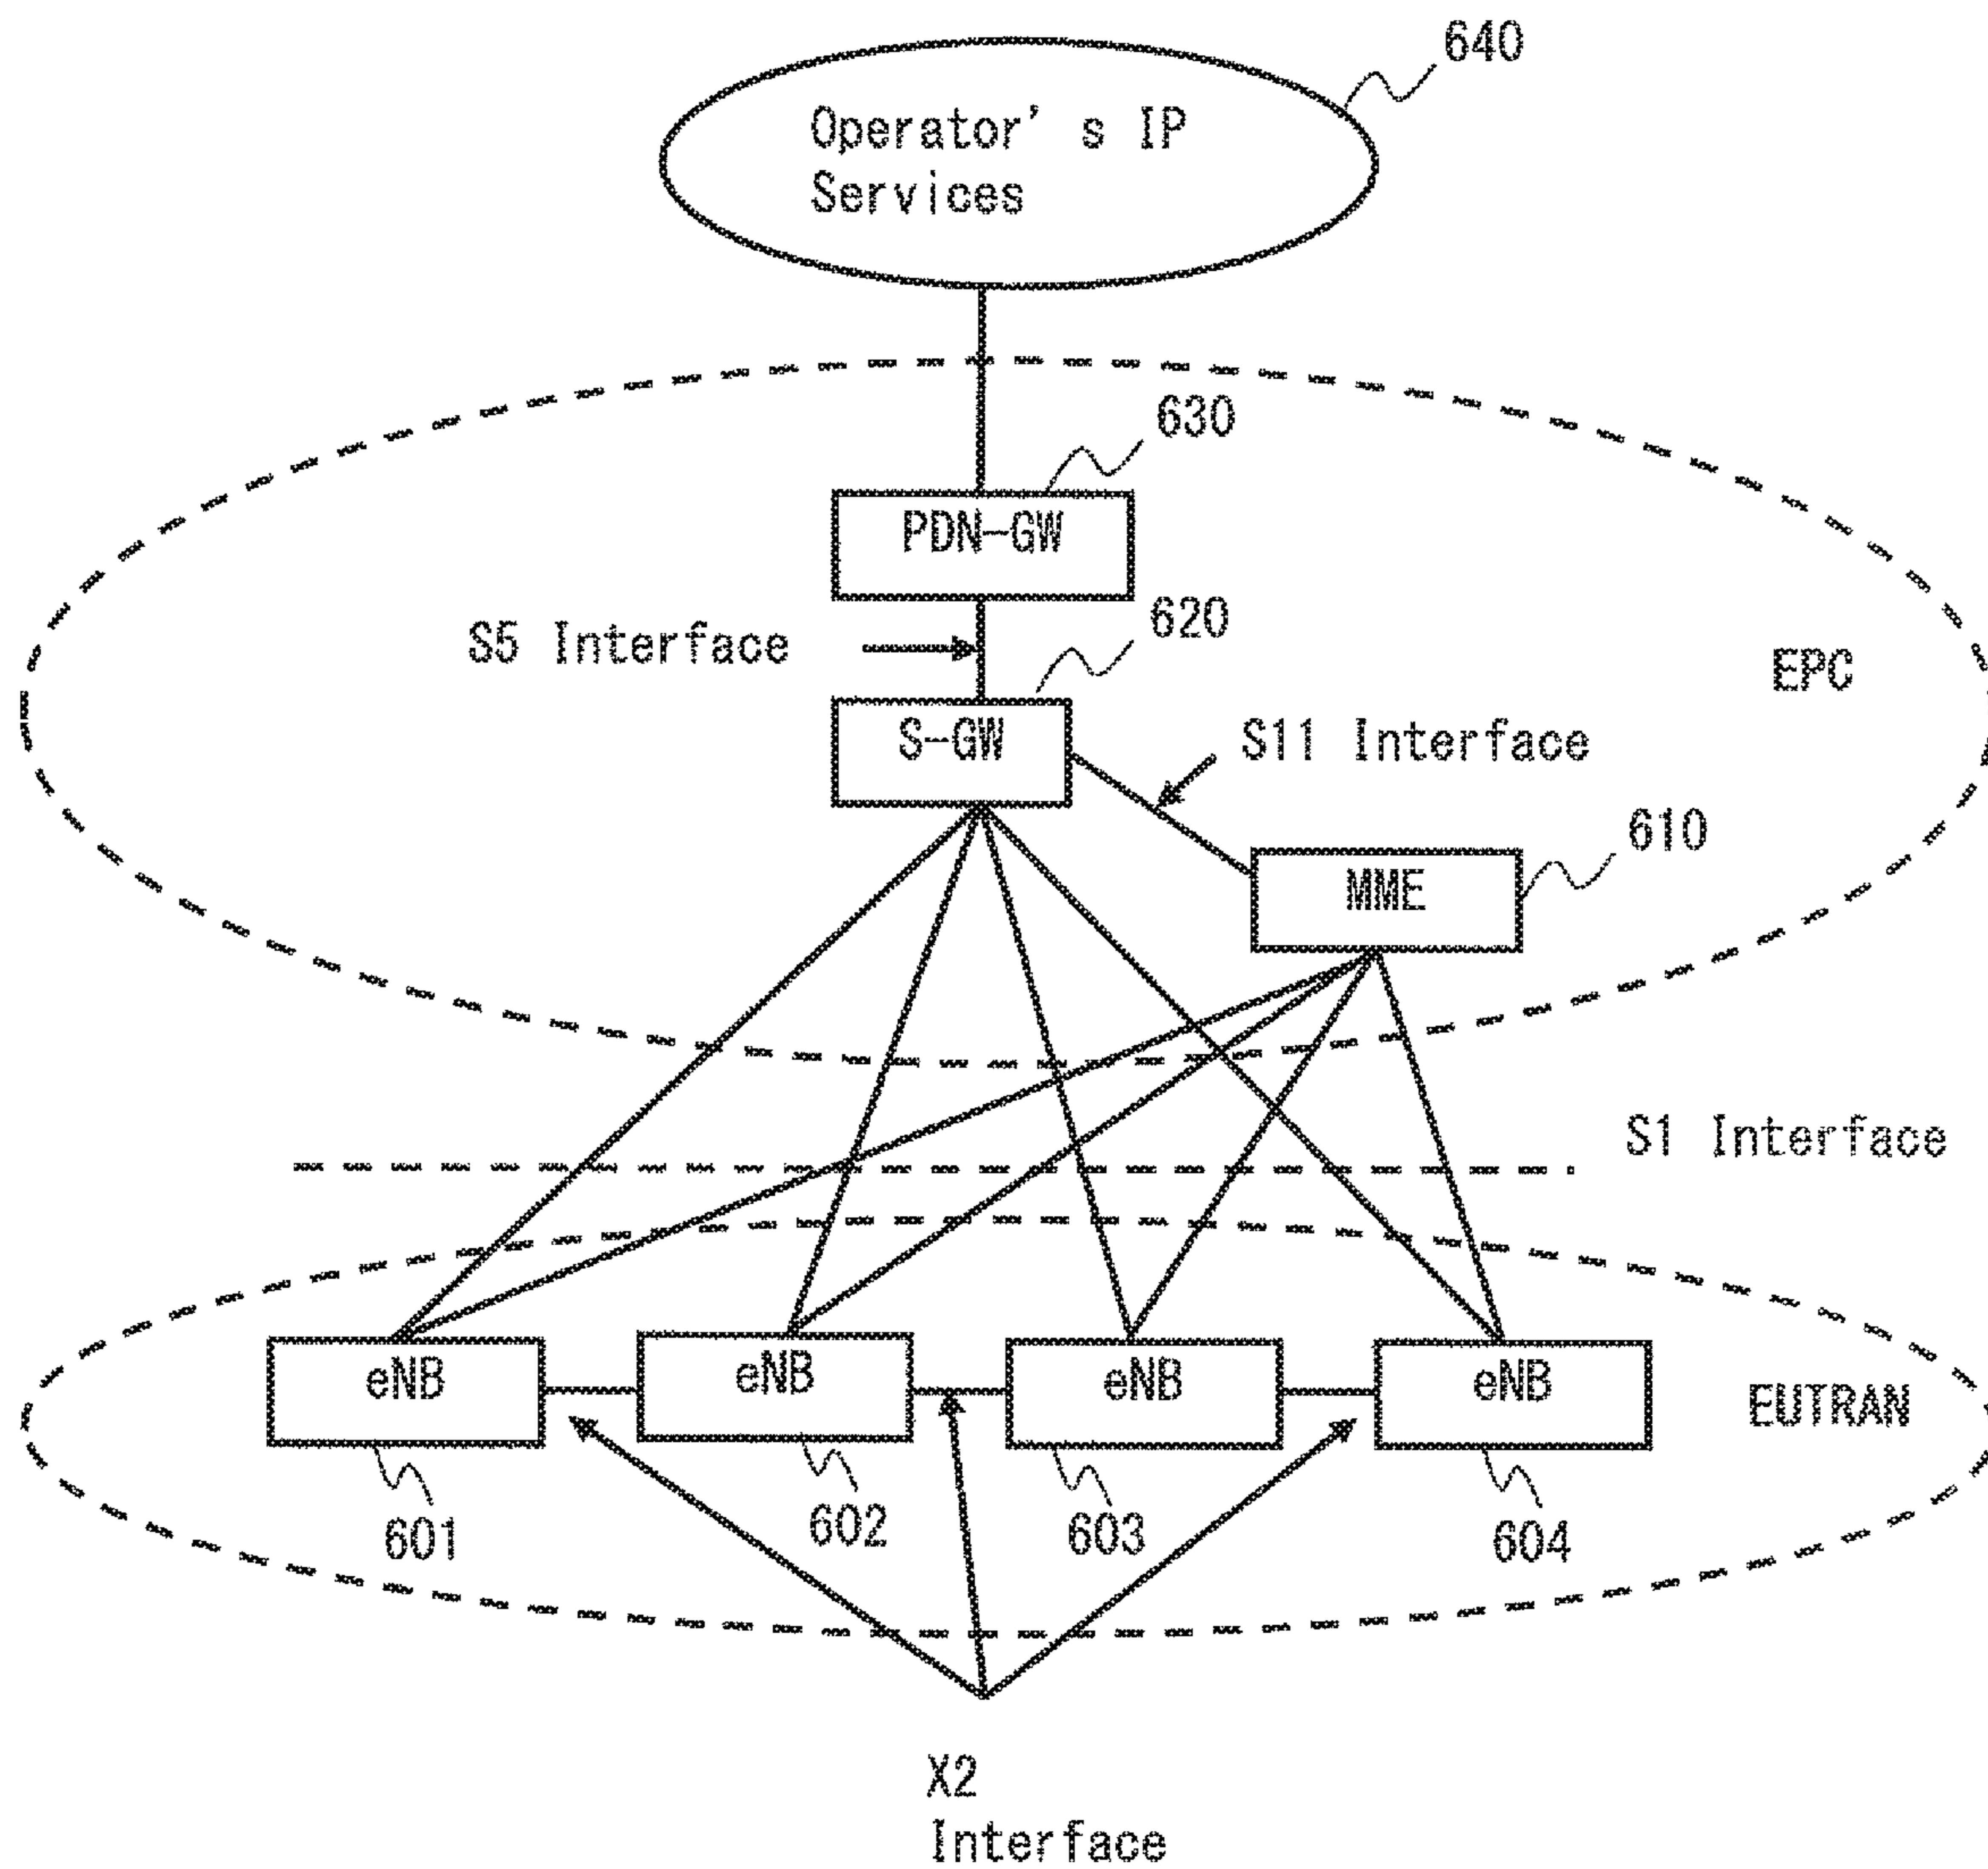 640
Operator's IP
Services
630
PDN-GW
620
S5 Interface
EPC
S-GW
S11 Interface
610
MME
S1 Interface
eNB
eNB
eNB
eNB
EUTRAN
601
602
603
604
X2
Interface